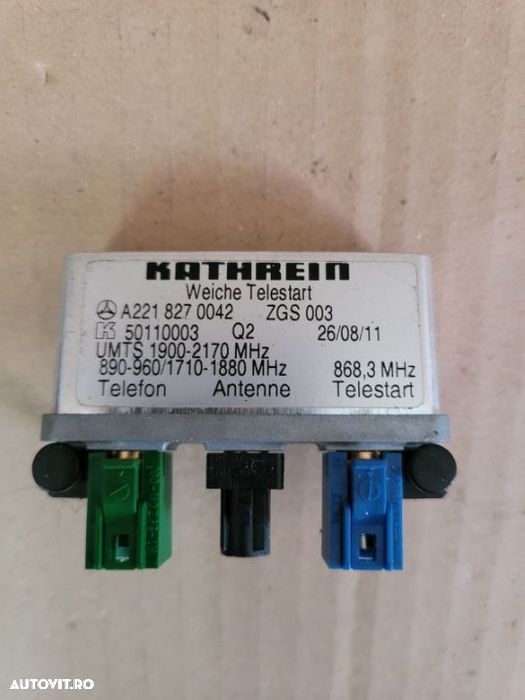 KATHREIN
Weiche Telestart
A221 827 0042 ZGS 003
K 50110003 Q2 26/08/11
UMTS 1900-2170 MHz
890-960/1710-1880 MHz 868,3 MHz
Telefon Antenne Telestart
AUTOVIT.RO